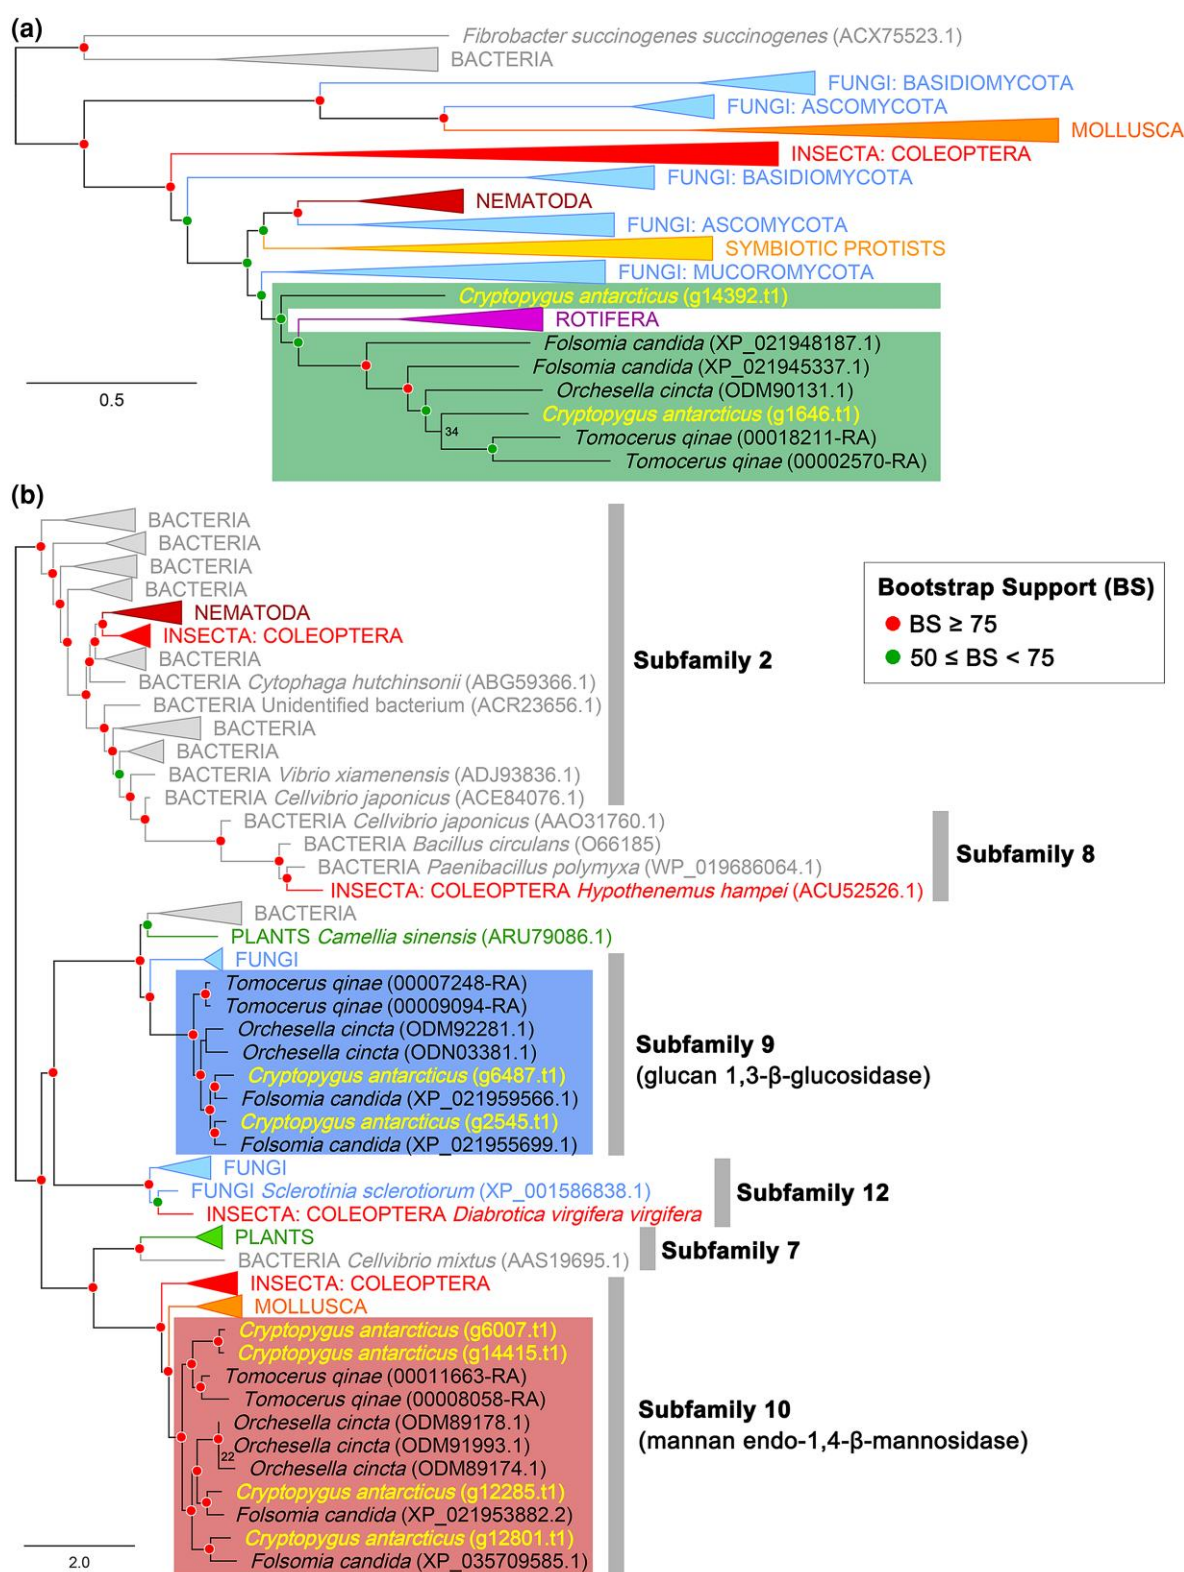 (a)
Fibrobacter succinogenes succinogenes (ACX75523.1)
BACTERIA
FUNGI: BASIDIOMYCOTA
FUNGI: ASCOMYCOTA
MOLLUSCA
INSECTA: COLEOPTERA
FUNGI: BASIDIOMYCOTA
NEMATODA
FUNGI: ASCOMYCOTA
SYMBIOTIC PROTISTS
FUNGI: MUCOROMYCOTA
Cryptopygus antarcticus (g14392.t1)
ROTIFERA
Folsomia candida (XP_021948187.1)
Folsomia candida (XP_021945337.1)
Orchesella cincta (ODM90131.1)
Cryptopygus antarcticus (g1646.t1)
34
Tomocerus qinae (00018211-RA)
Tomocerus qinae (00002570-RA)
0.5
(b)
BACTERIA
BACTERIA
BACTERIA
BACTERIA
NEMATODA
INSECTA: COLEOPTERA
BACTERIA
BACTERIA Cytophaga hutchinsonii (ABG59366.1)
BACTERIA Unidentified bacterium (ACR23656.1)
BACTERIA
BACTERIA
BACTERIA Vibrio xiamenensis (ADJ93836.1)
BACTERIA Cellvibrio japonicus (ACE84076.1)
Subfamily 2
Bootstrap Support (BS)
BS ≥ 75
50 ≤ BS < 75
BACTERIA Cellvibrio japonicus (AAO31760.1)
BACTERIA Bacillus circulans (O66185)
BACTERIA Paenibacillus polymyxa (WP_019686064.1)
INSECTA: COLEOPTERA Hypothenemus hampei (ACU52526.1)
Subfamily 8
BACTERIA
PLANTS Camellia sinensis (ARU79086.1)
FUNGI
Tomocerus qinae (00007248-RA)
Tomocerus qinae (00009094-RA)
Orchesella cincta (ODM92281.1)
Orchesella cincta (ODN03381.1)
Cryptopygus antarcticus (g6487.t1)
Folsomia candida (XP_021959566.1)
Cryptopygus antarcticus (g2545.t1)
Folsomia candida (XP_021955699.1)
Subfamily 9
(glucan 1,3-β-glucosidase)
FUNGI
FUNGI Sclerotinia sclerotiorum (XP_001586838.1)
INSECTA: COLEOPTERA Diabrotica virgifera virgifera
Subfamily 12
PLANTS
BACTERIA Cellvibrio mixtus (AAS19695.1)
Subfamily 7
INSECTA: COLEOPTERA
MOLLUSCA
Cryptopygus antarcticus (g6007.t1)
Cryptopygus antarcticus (g14415.t1)
Tomocerus qinae (00011663-RA)
Tomocerus qinae (00008058-RA)
Orchesella cincta (ODM89178.1)
Orchesella cincta (ODM91993.1)
22
Orchesella cincta (ODM89174.1)
Cryptopygus antarcticus (g12285.t1)
Folsomia candida (XP_021953882.2)
Cryptopygus antarcticus (g12801.t1)
Folsomia candida (XP_035709585.1)
Subfamily 10
(mannan endo-1,4-β-mannosidase)
2.0